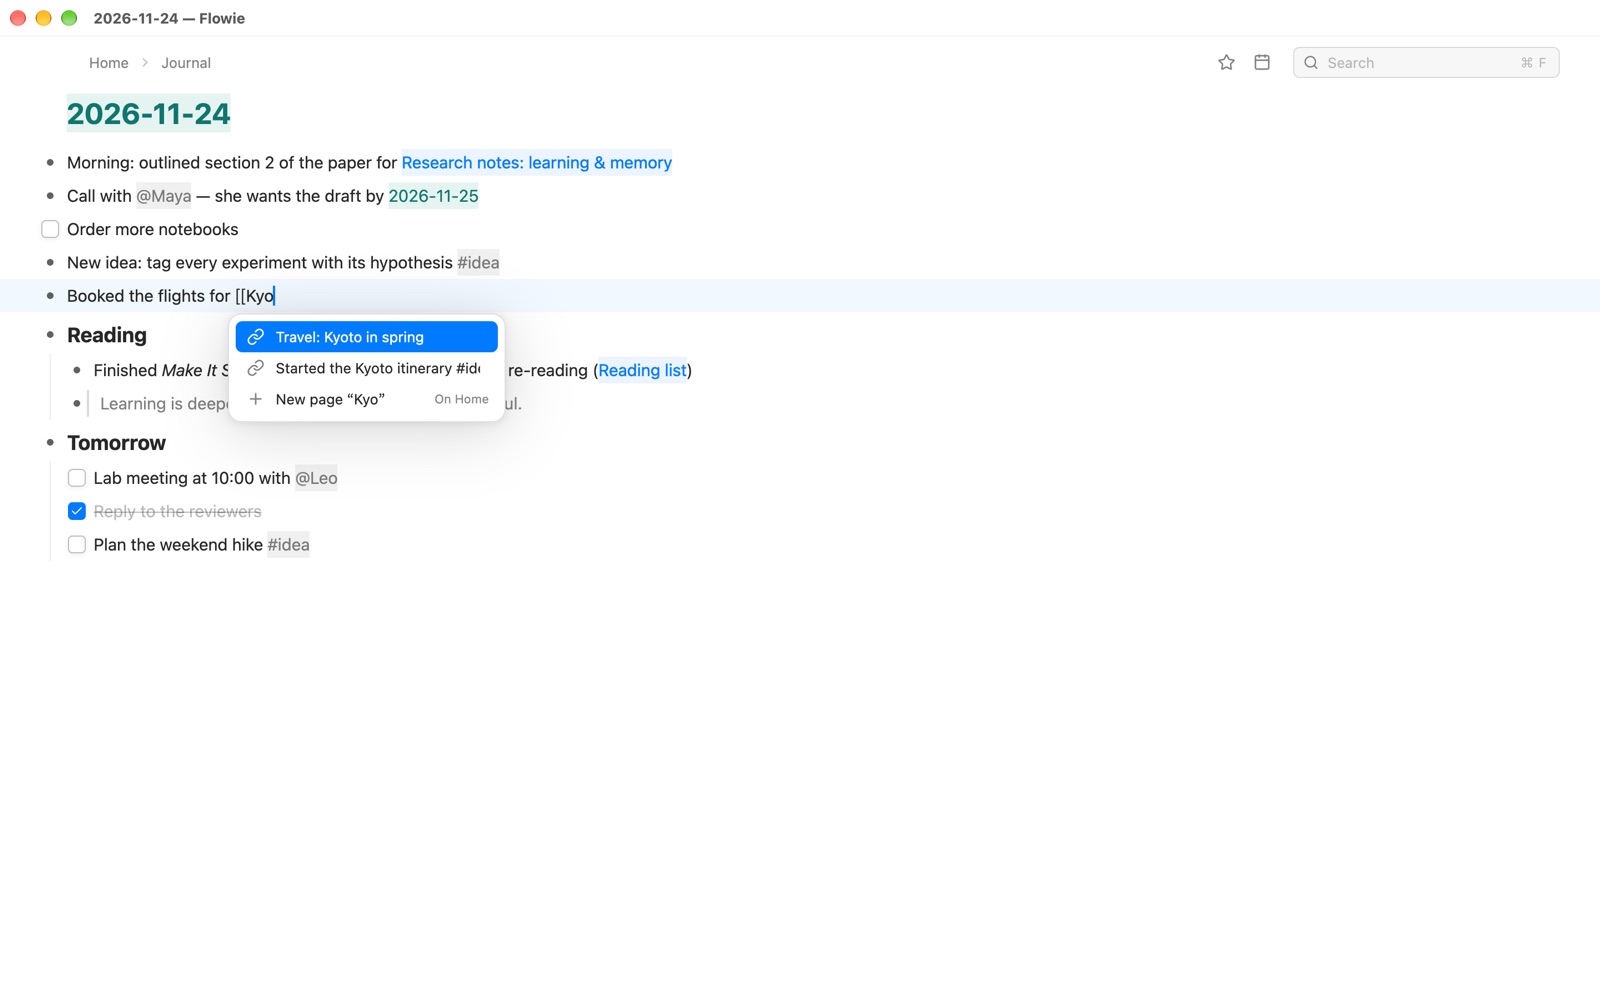 2026-11-24 — Flowie
Home > Journal
Search ⌘ F
2026-11-24
• Morning: outlined section 2 of the paper for Research notes: learning & memory
• Call with @Maya — she wants the draft by 2026-11-25
Order more notebooks
• New idea: tag every experiment with its hypothesis #idea
• Booked the flights for [[Kyo
Travel: Kyoto in spring
Started the Kyoto itinerary
New page “Kyo” On Home
• Reading
• Finished Make It re-reading (Reading list)
• Learning is
• Tomorrow
Lab meeting at 10:00 with @Leo
Reply to the reviewers
Plan the weekend hike #idea